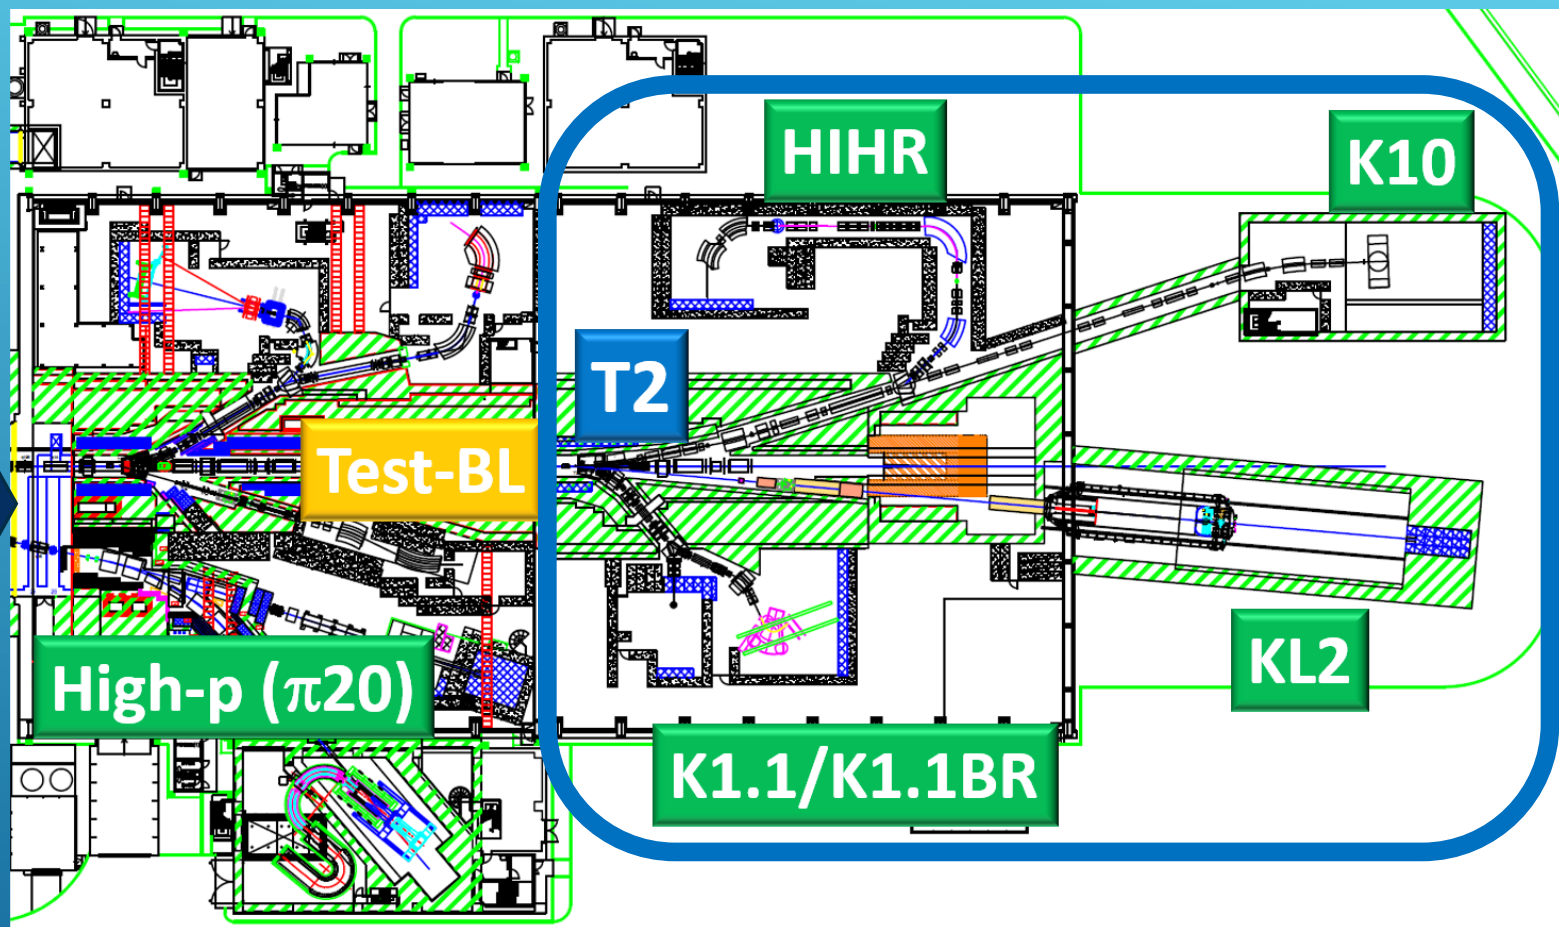 HIHR
K10
T2
Test-BL
KL2
High-p (π20)
K1.1/K1.1BR